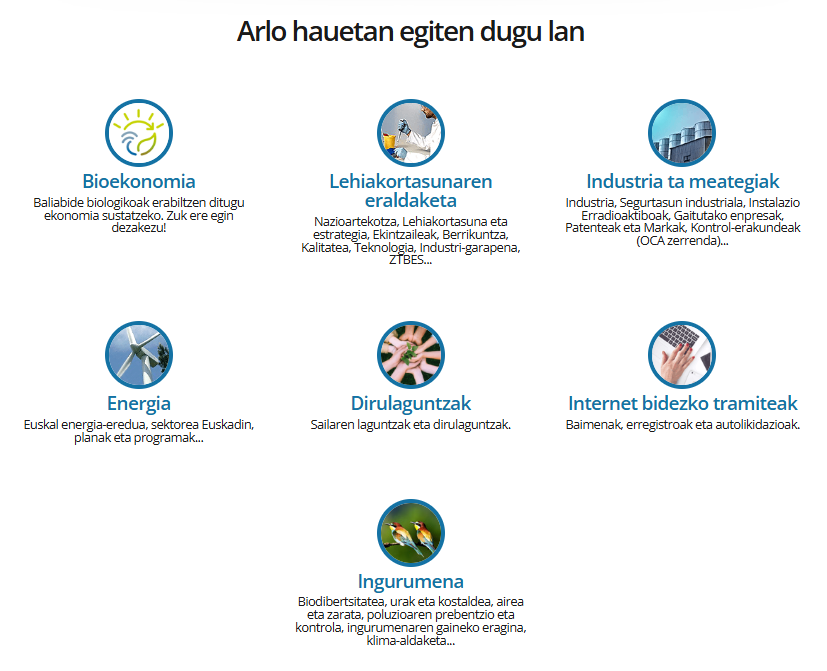 Arlo hauetan egiten dugu lan
Bioekonomia
Baliabide biologikoak erabiltzen ditugu
ekonomia sustatzeko. Zuk ere egin
dezakezu!
Lehiakortasunaren
eraldaketa
Nazioartekotza, Lehiakortasuna eta
estrategia, Ekintzaileak, Berrikuntza,
Kalitatea, Teknologia, Industri-garapena,
ZTBES...
Industria ta meategiak
Industria, Segurtasun industriala, Instalazio
Erradioaktiboak, Gaitutako enpresak,
Patenteak eta Markak, Kontrol-erakundeak
(OCA zerrenda)...
Energia
Euskal energia-eredua, sektorea Euskadin,
planak eta programak...
Dirulaguntzak
Sailaren laguntzak eta dirulaguntzak.
Internet bidezko tramiteak
Baimenak, erregistroak eta autolikidazioak.
Ingurumena
Biodibertsitatea, urak eta kostaldea, airea
eta zarata, poluzioaren prebentzio eta
kontrola, ingurumenaren gaineko eragina,
klima-aldaketa...